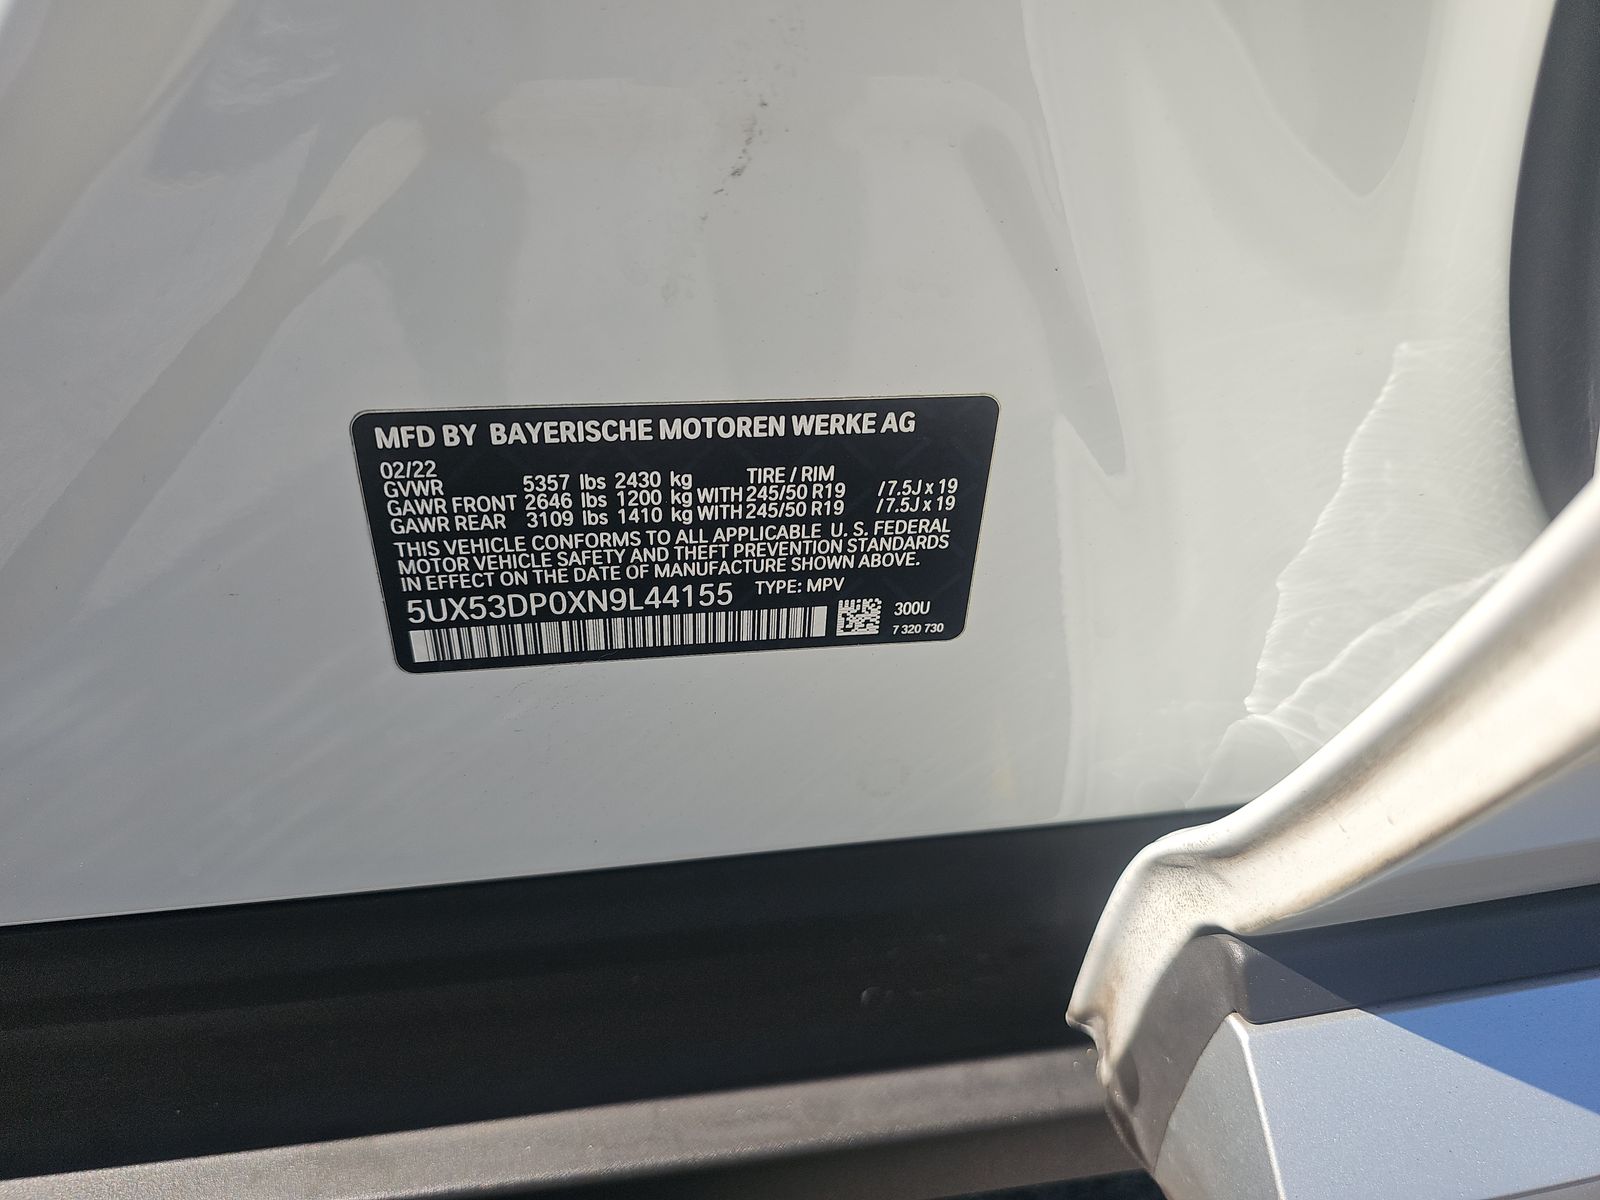 MFD BY BAYERISCHE MOTOREN WERKE AG
02/22
GVWR 5357 lbs 2430 kg TIRE / RIM
GAWR FRONT 2646 lbs 1200 kg WITH 245/50 R19 /7.5J x 19
GAWR REAR 3109 lbs 1410 kg WITH 245/50 R19 /7.5J x 19
THIS VEHICLE CONFORMS TO ALL APPLICABLE U. S. FEDERAL
MOTOR VEHICLE SAFETY AND THEFT PREVENTION STANDARDS
IN EFFECT ON THE DATE OF MANUFACTURE SHOWN ABOVE.
5UX53DP0XN9L44155 TYPE: MPV
300U
7 320 730